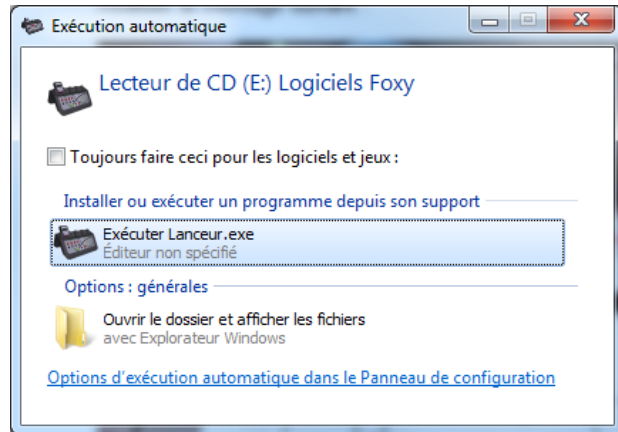 Exécution automatique
Lecteur de CD (E:) Logiciels Foxy
Toujours faire ceci pour les logiciels et jeux :
Installer ou exécuter un programme depuis son support
Exécuter Lanceur.exe
Éditeur non spécifié
Options : générales
Ouvrir le dossier et afficher les fichiers
avec Explorateur Windows
Options d'exécution automatique dans le Panneau de configuration